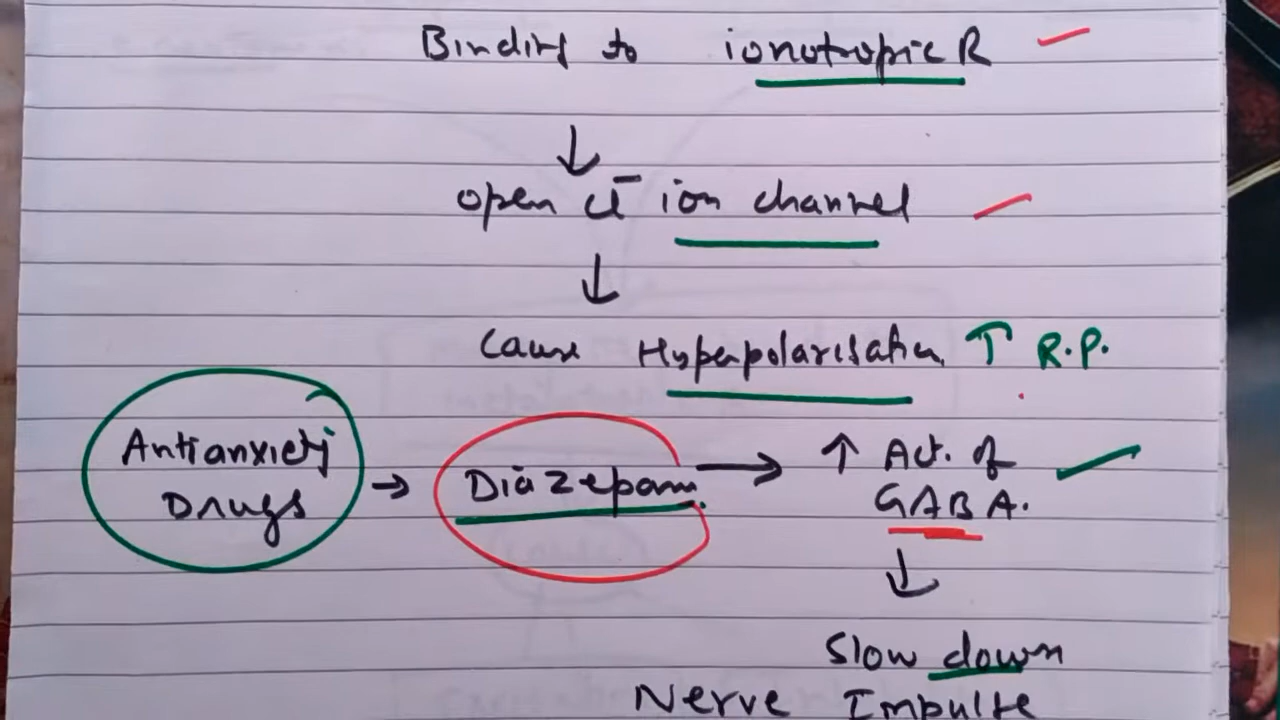 Binding to ionotropic R
↓
open Cl⁻ ion channel
↓
Cause Hyperpolarisation ↑ R.P.
Antianxiety
Drugs
→ Diazepam. → ↑ Act. of
GABA.
↓
Slow down
Nerve Impulse